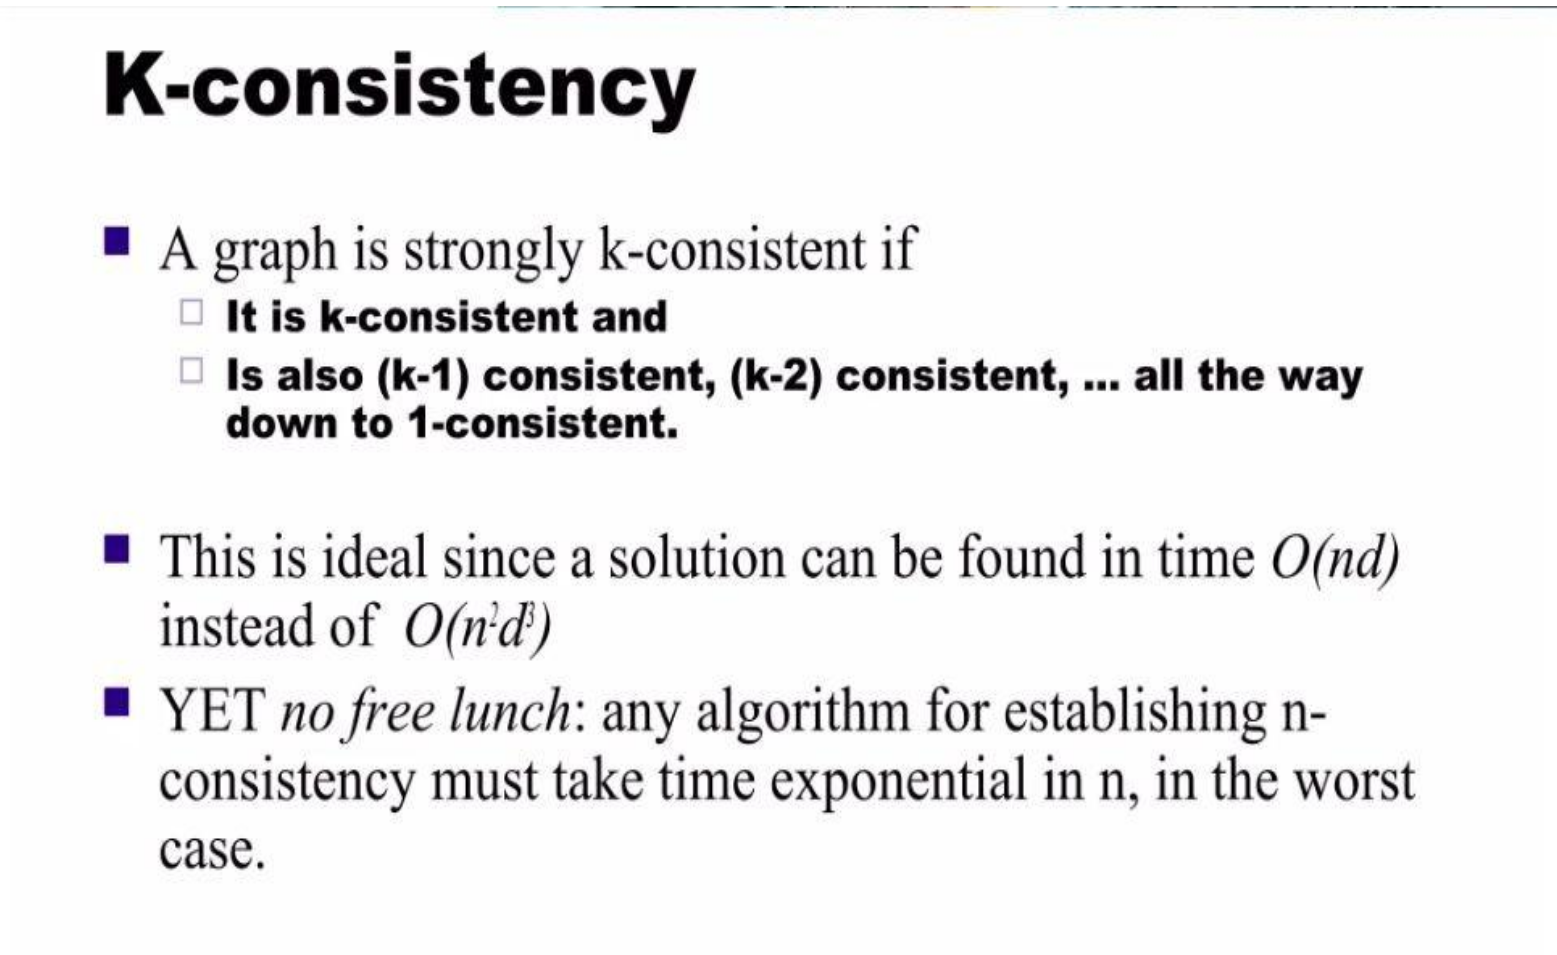 K-consistency
A graph is strongly k-consistent if
It is k-consistent and
Is also (k-1) consistent, (k-2) consistent, ... all the way
down to 1-consistent.
This is ideal since a solution can be found in time O(nd)
instead of O(n²d³)
YET no free lunch: any algorithm for establishing n-
consistency must take time exponential in n, in the worst
case.